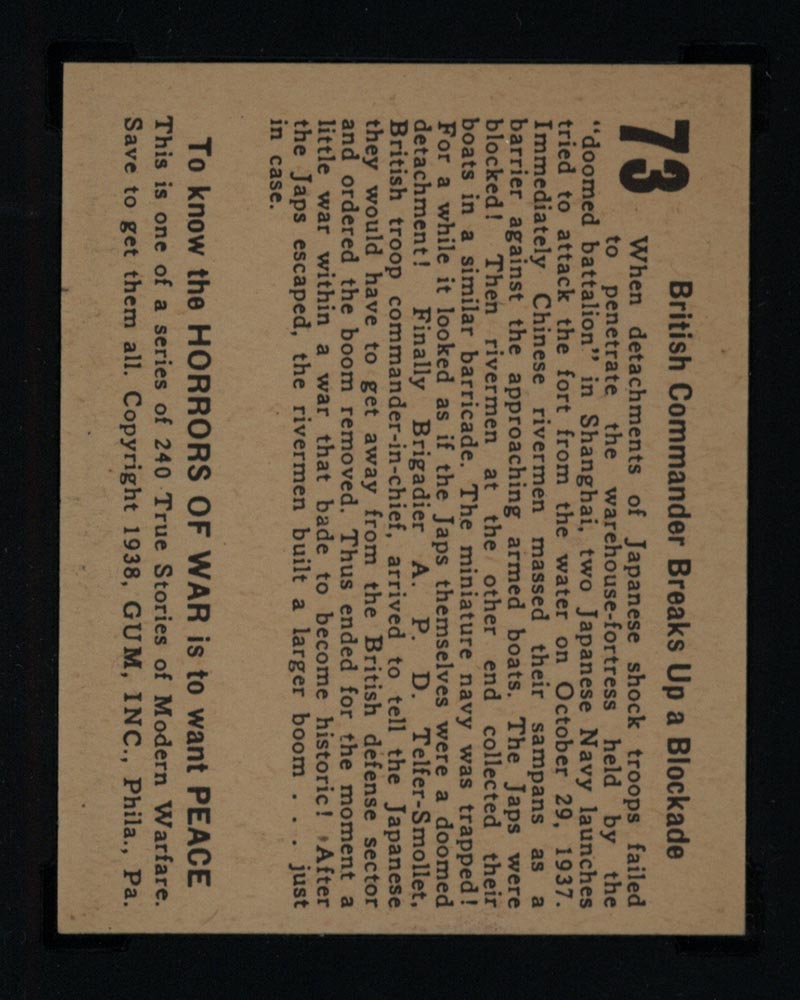 73
British Commander Breaks Up a Blockade
When detachments of Japanese shock troops failed
to penetrate the warehouse-fortress held by the
“doomed battalion” in Shanghai, two Japanese Navy launches
tried to attack the fort from the water on October 29, 1937.
Immediately Chinese rivermen massed their sampans as a
barrier against the approaching armed boats. The Japs were
blocked! Then rivermen at the other end collected their
boats in a similar barricade. The miniature navy was trapped!
For a while it looked as if the Japs themselves were a doomed
detachment! Finally Brigadier A. P. D. Telfer-Smollet,
British troop commander-in-chief, arrived to tell the Japanese
they would have to get away from the British defense sector
and ordered the boom removed. Thus ended for the moment a
little war within a war that bade to become historic! After
the Japs escaped, the rivermen built a larger boom . . . just
in case.
To know the HORRORS OF WAR is to want PEACE
This is one of a series of 240 True Stories of Modern Warfare.
Save to get them all. Copyright 1938, GUM, INC., Phila., Pa.